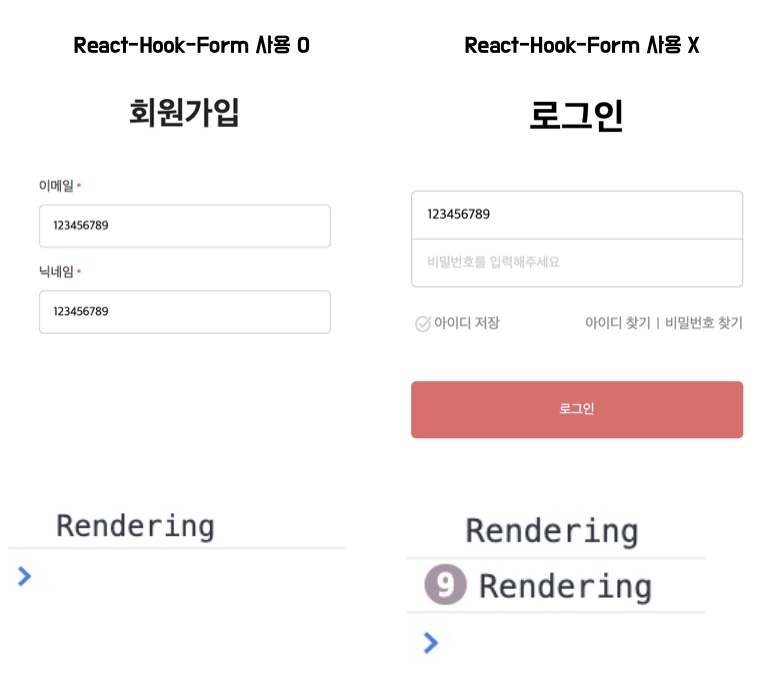 React-Hook-Form 사용 O
회원가입
이메일 •
123456789
닉네임 •
123456789
Rendering
React-Hook-Form 사용 X
로그인
123456789
비밀번호를 입력해주세요
아이디 저장
아이디 찾기 | 비밀번호 찾기
로그인
Rendering
9 Rendering